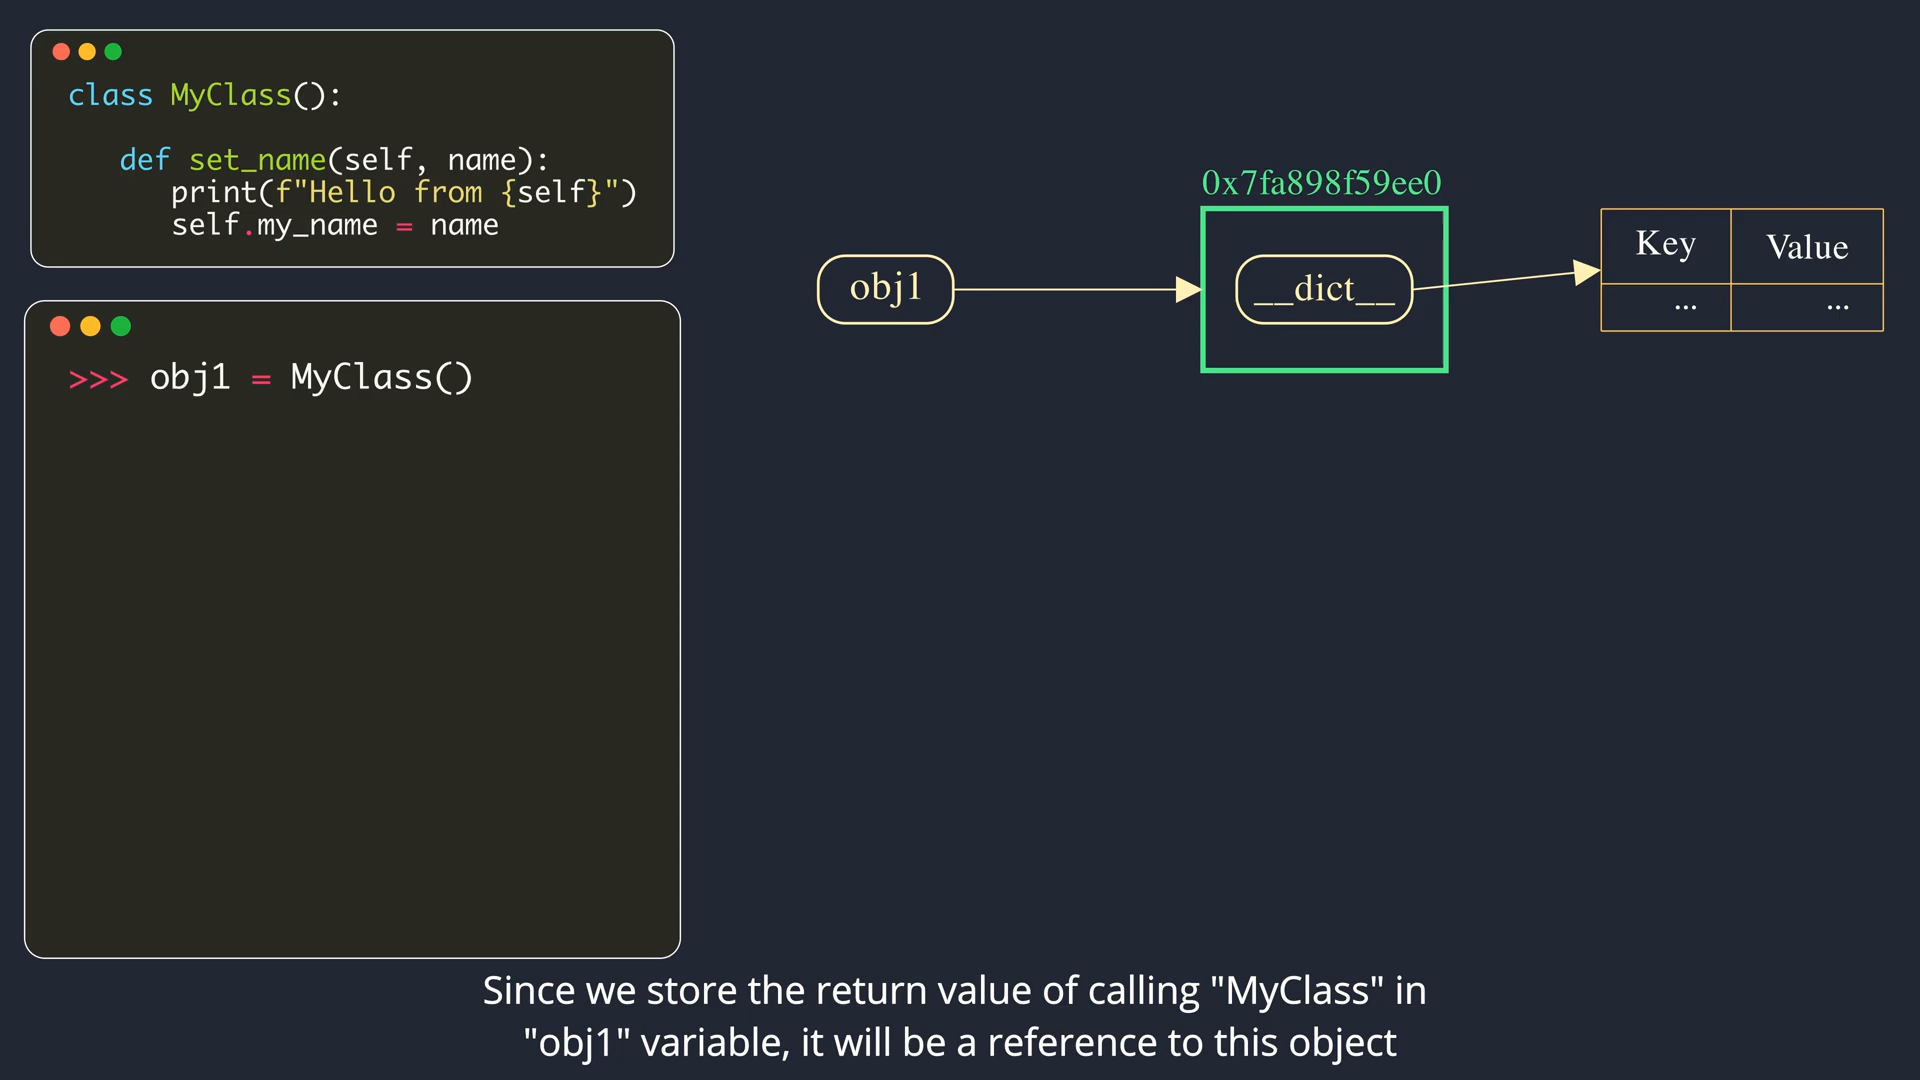 class MyClass():
def set_name(self, name):
print(f"Hello from {self}")
self.my_name = name
>>> obj1 = MyClass()
obj1
0x7fa898f59ee0
__dict__
Key Value
... ...
Since we store the return value of calling "MyClass" in
"obj1" variable, it will be a reference to this object